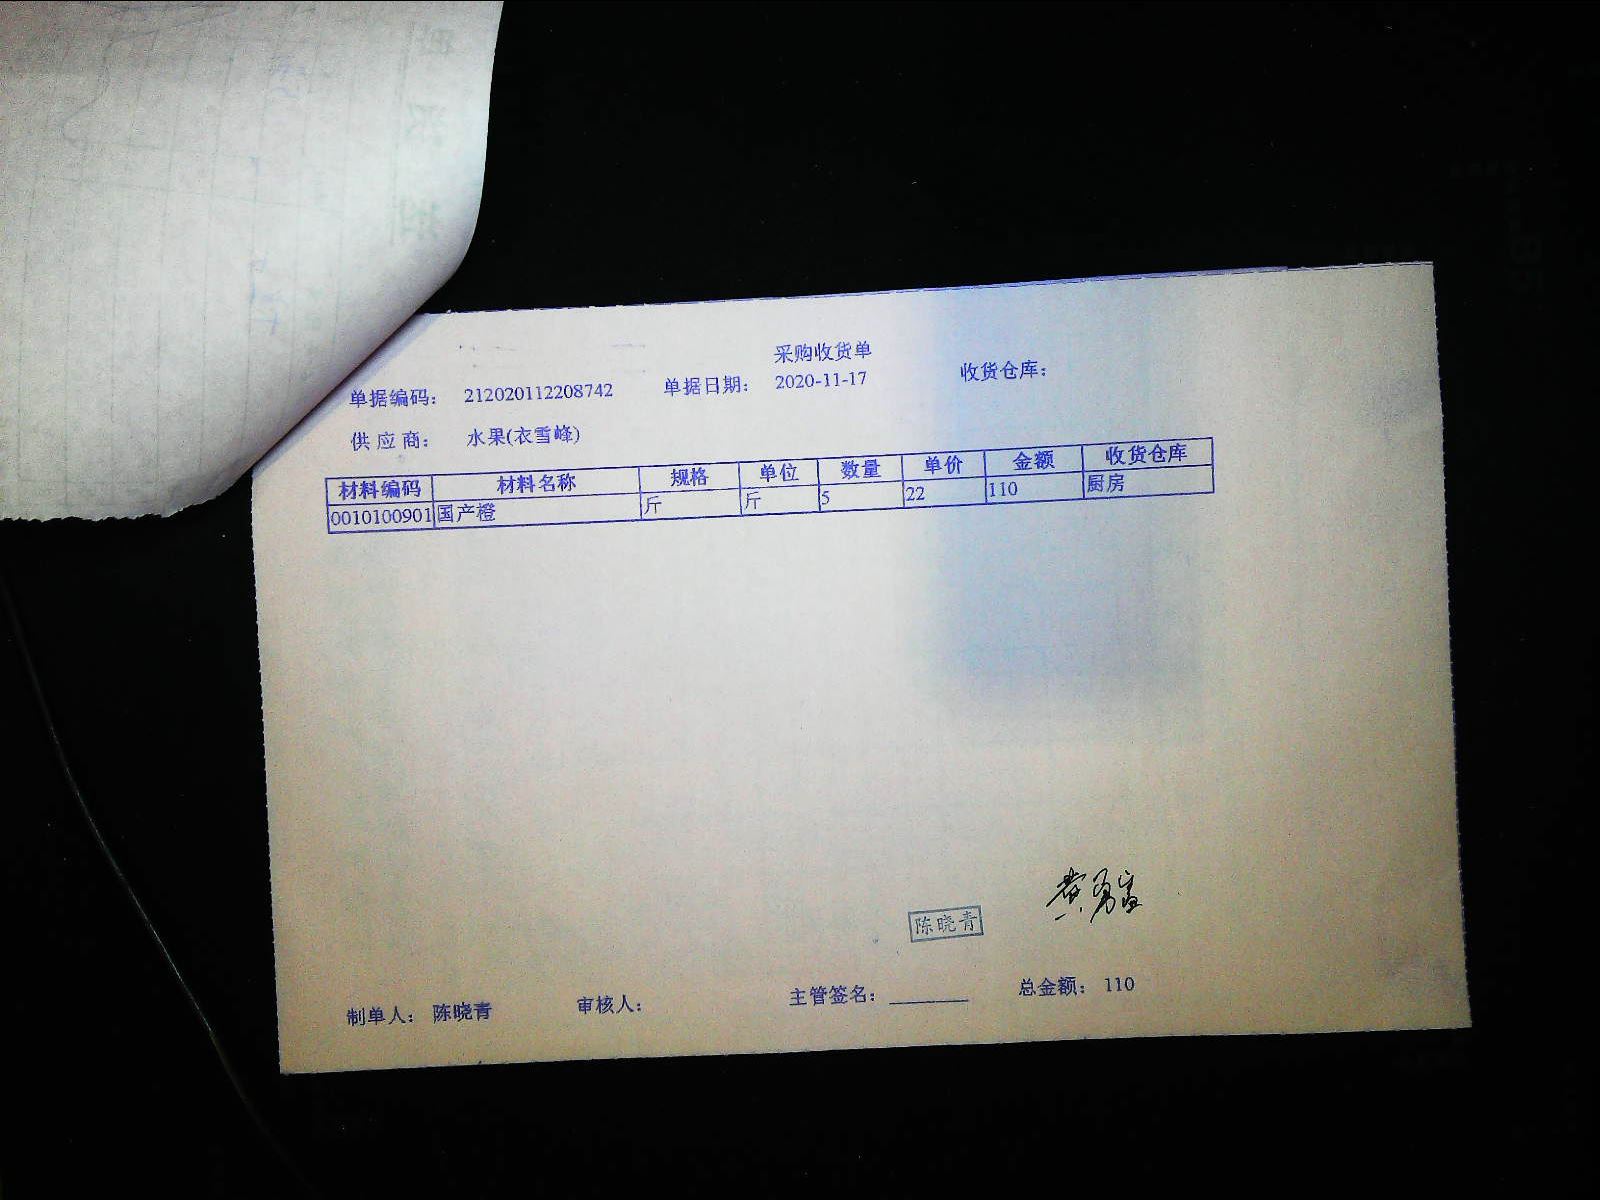 采购收货单
单据编码： 212020112208742 单据日期： 2020-11-17 收货仓库：
供应商： 水果(衣雪峰)
材料编码 材料名称 规格 单位 数量 单价 金额 收货仓库
0010100901 国产橙 斤 斤 5 22 110 厨房
陈晓青
制单人： 陈晓青 审核人： 主管签名： 总金额： 110